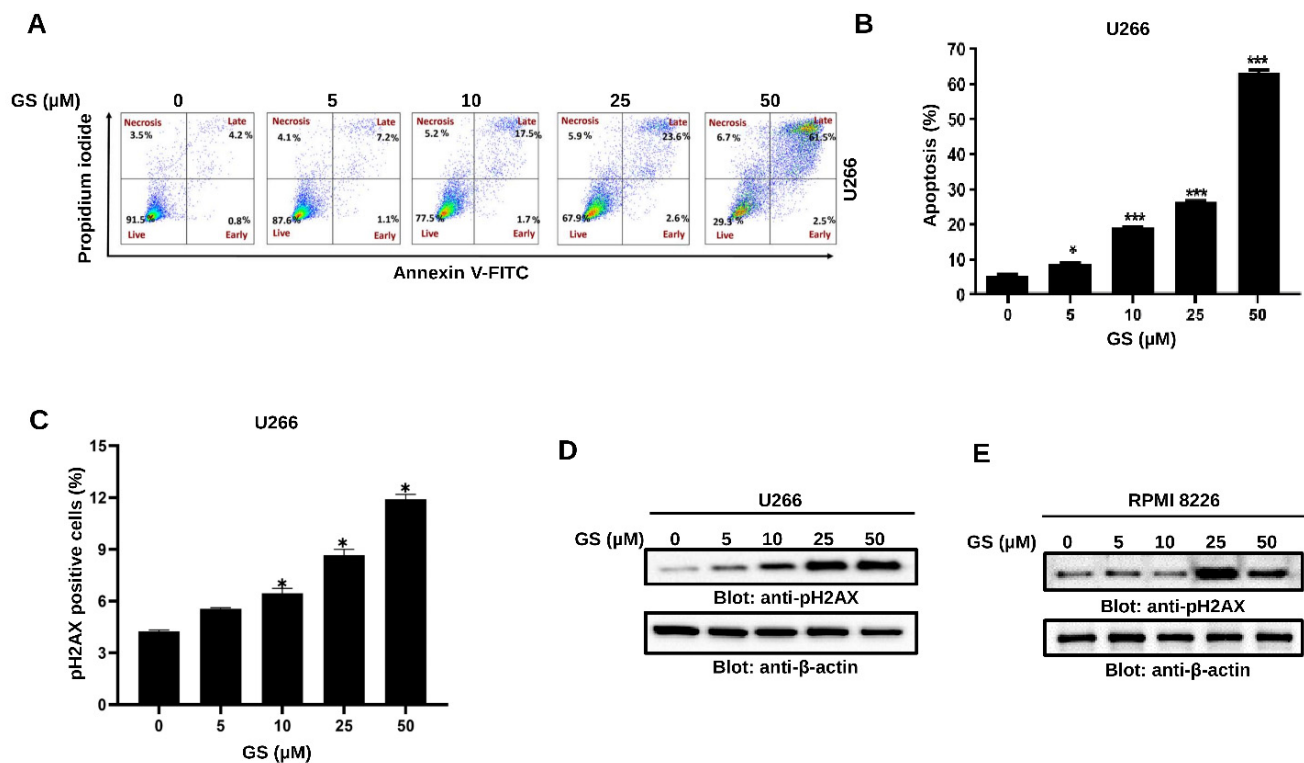 A
GS (µM)
0 5 10 25 50
Propidium iodide
Necrosis Late
3.5 % 4.2 %
91.5 % 0.8 %
Live Early
Necrosis Late
4.1 % 7.2 %
87.6 % 1.1 %
Live Early
Necrosis Late
5.2 % 17.5%
77.5 % 1.7 %
Live Early
Necrosis Late
5.9 % 23.6 %
67.9% 2.6 %
Live Early
Necrosis Late
6.7 % 61.5%
29.3 % 2.5 %
Live Early
U266
Annexin V-FITC
B
U266
Apoptosis (%)
70
60
50
40
30
20
10
0
* *** *** ***
0 5 10 25 50
GS (µM)
C
U266
pH2AX positive cells (%)
15
12
9
6
3
0
* * *
0 5 10 25 50
GS (µM)
D
U266
GS (µM) 0 5 10 25 50
Blot: anti-pH2AX
Blot: anti-β-actin
E
RPMI 8226
GS (µM) 0 5 10 25 50
Blot: anti-pH2AX
Blot: anti-β-actin